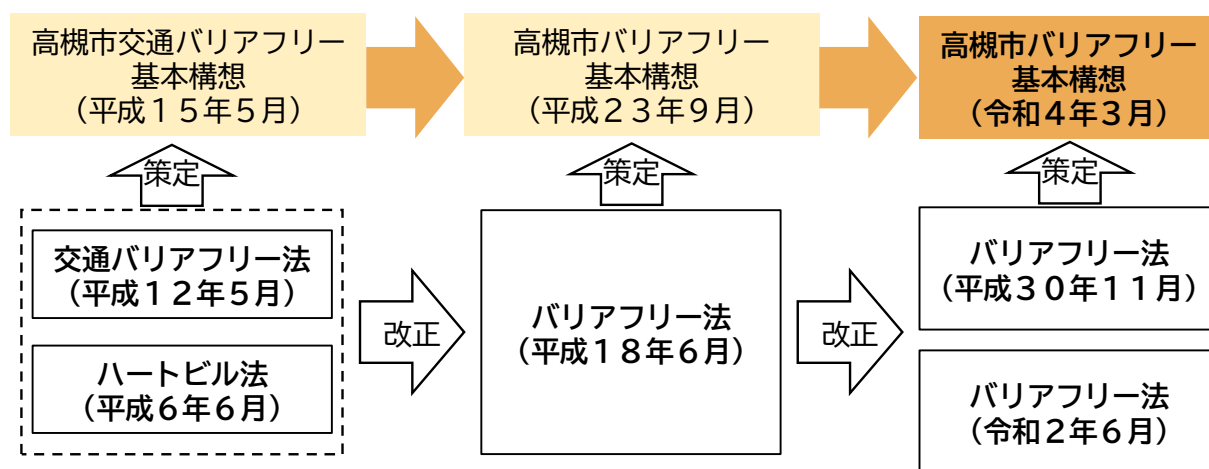 高槻市交通バリアフリー
基本構想
（平成１５年５月）
高槻市バリアフリー
基本構想
（平成２３年９月）
高槻市バリアフリー
基本構想
（令和４年３月）
策定
策定
策定
交通バリアフリー法
（平成１２年５月）
ハートビル法
（平成６年６月）
改正
バリアフリー法
（平成１８年６月）
改正
バリアフリー法
（平成３０年１１月）
バリアフリー法
（令和２年６月）